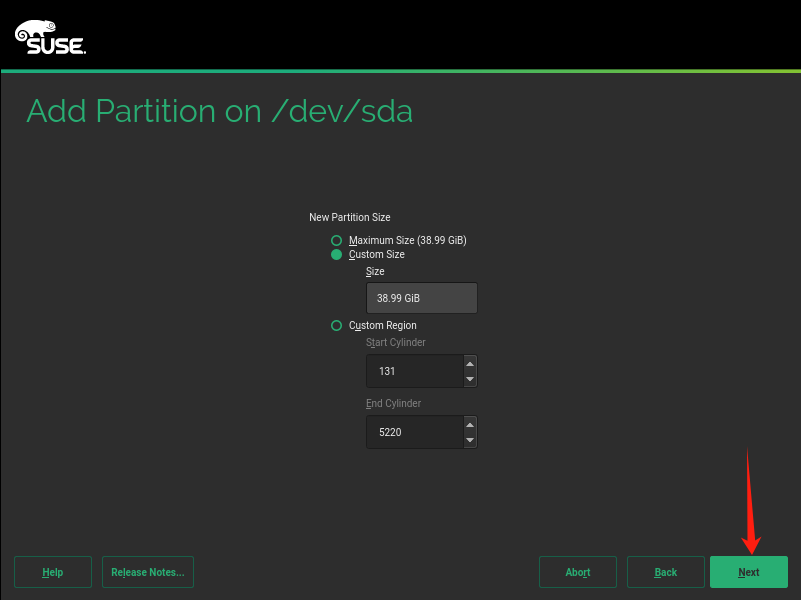 SUSE.
Add Partition on /dev/sda
New Partition Size
Maximum Size (38.99 GiB)
Custom Size
Size
38.99 GiB
Custom Region
Start Cylinder
131
End Cylinder
5220
Help
Release Notes...
Abort
Back
Next